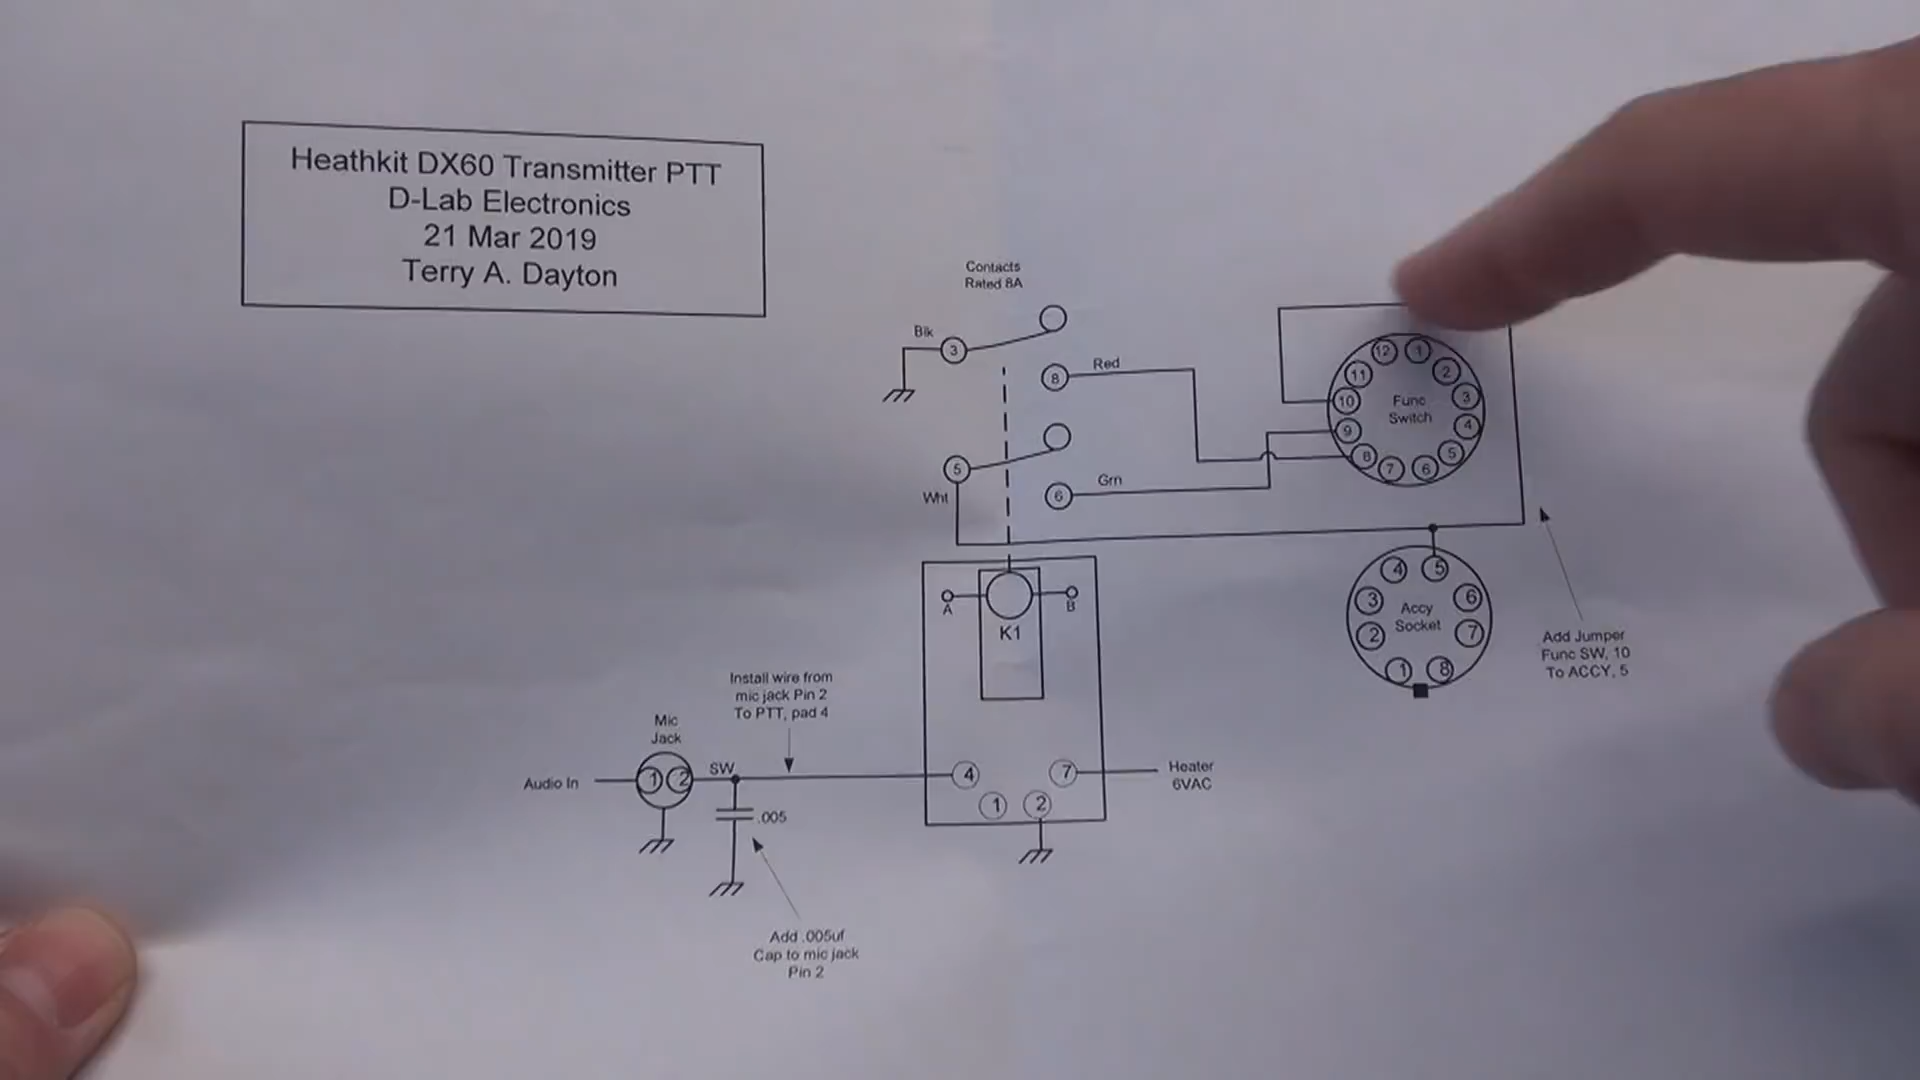 Heathkit DX60 Transmitter PTT
D-Lab Electronics
21 Mar 2019
Terry A. Dayton
Contacts
Rated 8A
Blk
3
8
Red
5
Wht
6
Grn
12
1
11
2
10
3
9
4
8
5
7
6
Func
Switch
4
5
3
6
2
7
1
8
Accy
Socket
Add Jumper
Func SW, 10
To ACCY, 5
A
B
K1
Install wire from
mic jack Pin 2
To PTT, pad 4
Mic
Jack
Audio In
1
2
SW
.005
4
7
1
2
Heater
6VAC
Add .005uf
Cap to mic jack
Pin 2